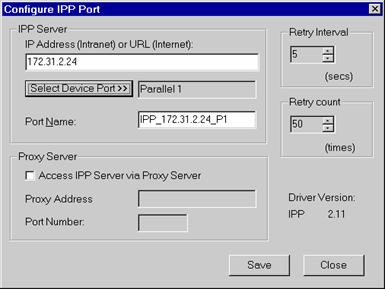 Configure IPP Port
IPP Server
IP Address (Intranet) or URL (Internet):
172.31.2.24
Select Device Port >>
Parallel 1
Port Name:
IPP_172.31.2.24_P1
Retry Interval
5
(secs)
Retry count
50
(times)
Proxy Server
Access IPP Server via Proxy Server
Proxy Address
Port Number:
Driver Version:
IPP 2.11
Save
Close